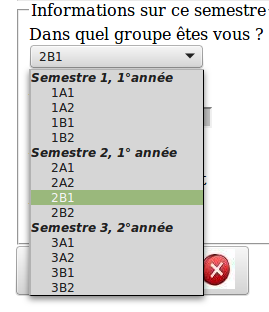 Informations sur ce semestre
Dans quel groupe êtes vous ?
2B1
Semestre 1, 1°année
1A1
1A2
1B1
1B2
Semestre 2, 1° année
2A1
2A2
2B1
2B2
Semestre 3, 2°année
3A1
3A2
3B1
3B2